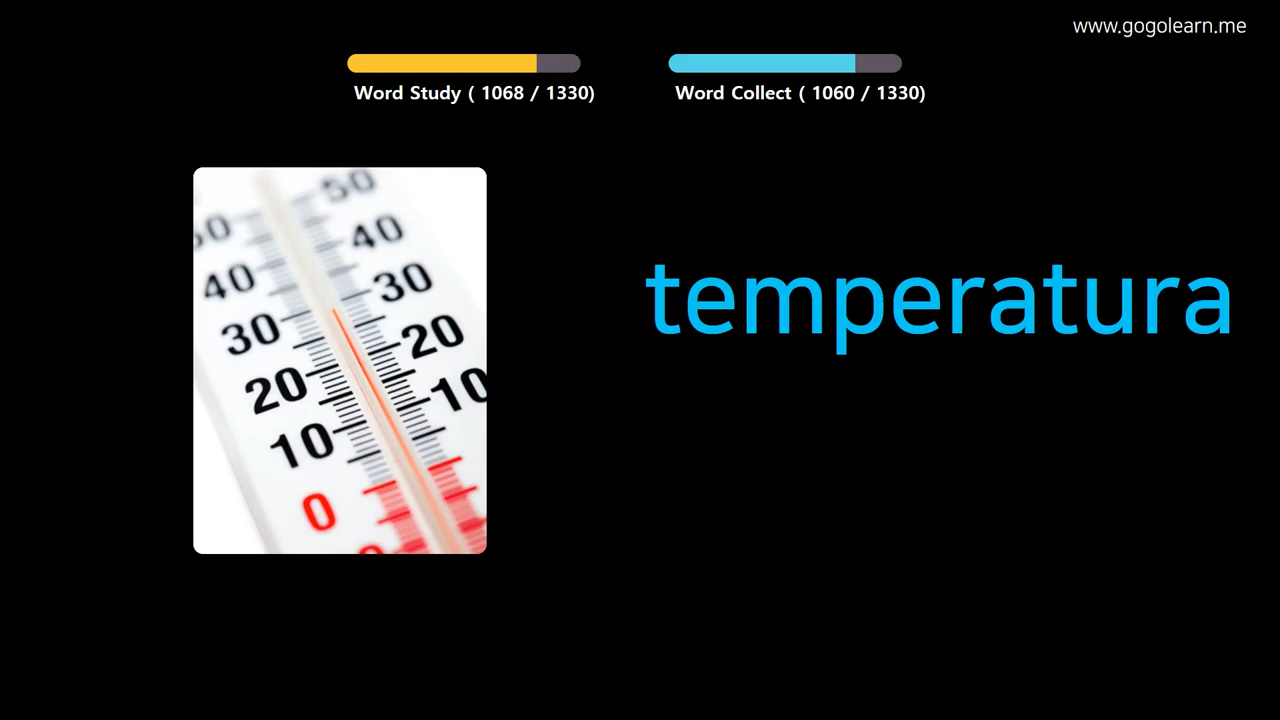 www.gogolearn.me
Word Study ( 1068 / 1330)
Word Collect ( 1060 / 1330)
50
50
40
40
30
30
20
20
10
10
0
temperatura